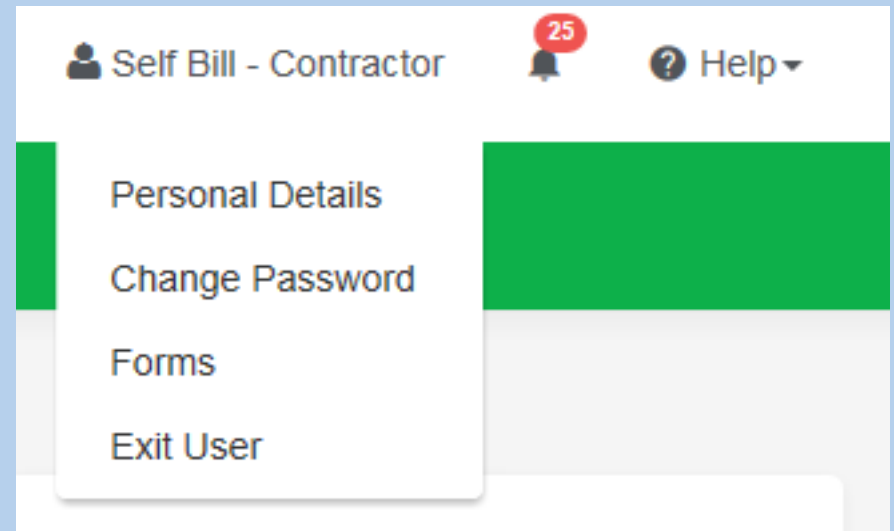 Self Bill - Contractor 25 Help
Personal Details
Change Password
Forms
Exit User